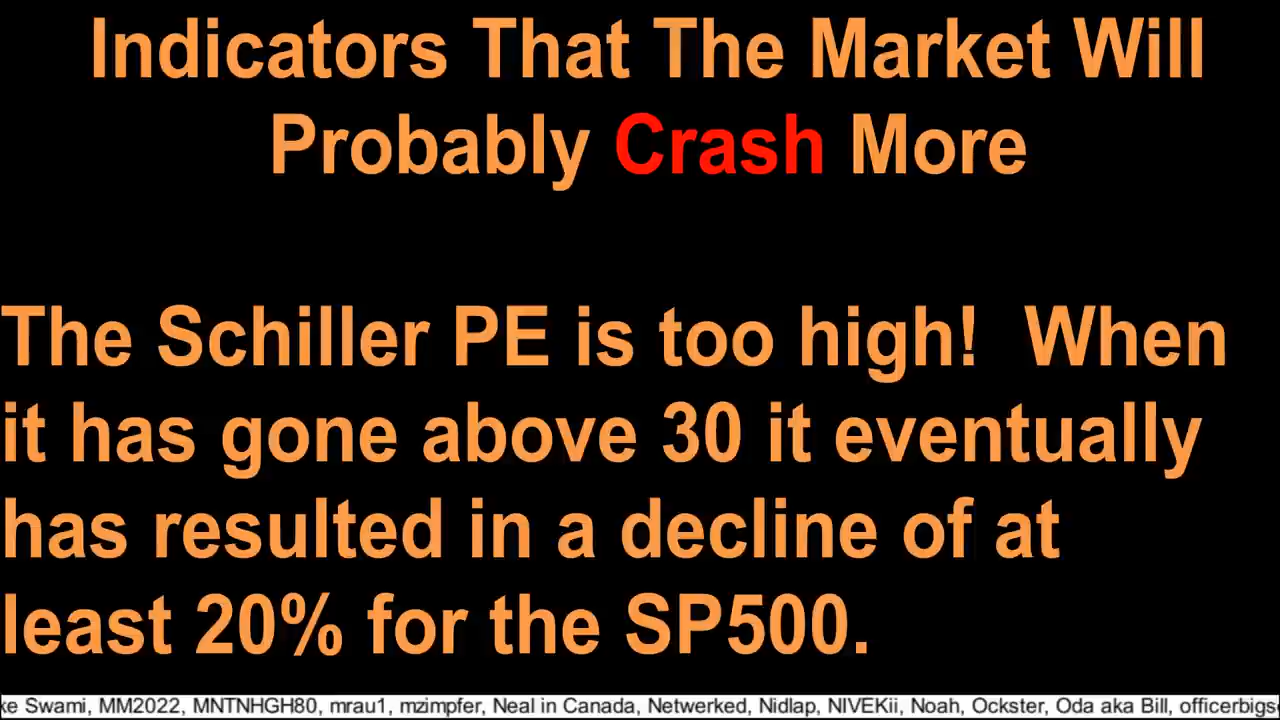 Indicators That The Market Will
Probably Crash More
The Schiller PE is too high!  When
it has gone above 30 it eventually
has resulted in a decline of at
least 20% for the SP500.
ke Swami, MM2022, MNTNHGH80, mrau1, mzimpfer, Neal in Canada, Netwerked, Nidlap, NIVEKii, Noah, Ockster, Oda aka Bill, officerbigs